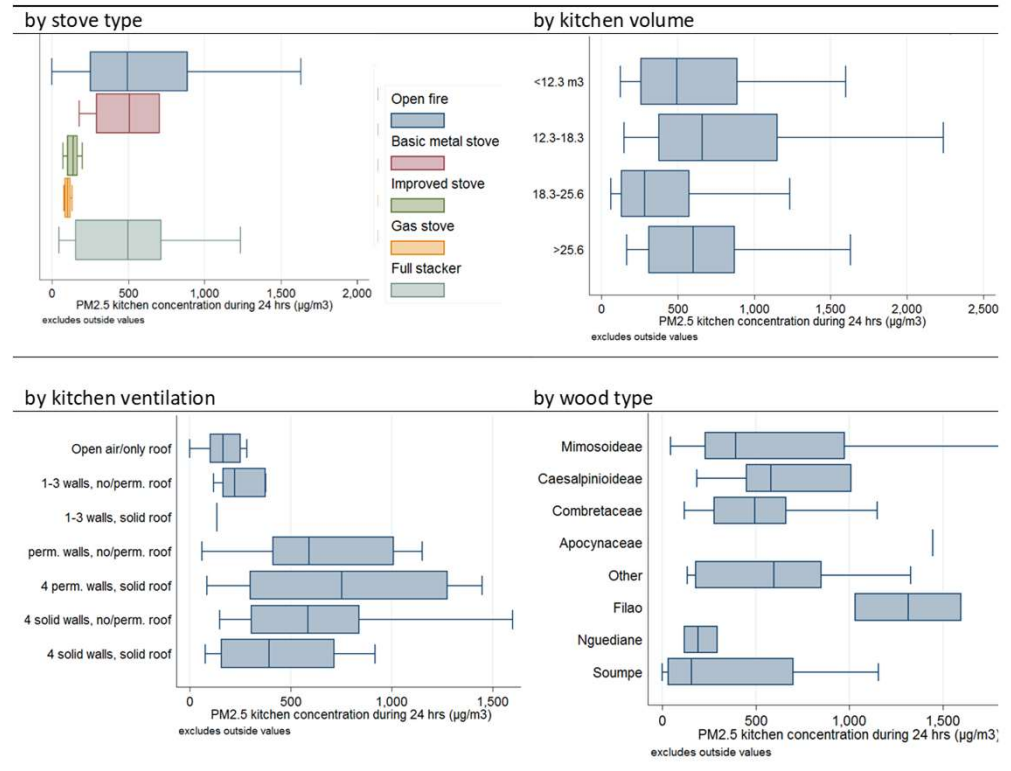 by stove type
Open fire
Basic metal stove
Improved stove
Gas stove
Full stacker
0 500 1,000 1,500 2,000
PM2.5 kitchen concentration during 24 hrs (µg/m3)
excludes outside values
by kitchen volume
<12.3 m3
12.3-18.3
18.3-25.6
>25.6
0 500 1,000 1,500 2,000 2,500
PM2.5 kitchen concentration during 24 hrs (µg/m3)
excludes outside values
by kitchen ventilation
Open air/only roof
1-3 walls, no/perm. roof
1-3 walls, solid roof
perm. walls, no/perm. roof
4 perm. walls, solid roof
4 solid walls, no/perm. roof
4 solid walls, solid roof
0 500 1,000 1,500
PM2.5 kitchen concentration during 24 hrs (µg/m3)
excludes outside values
by wood type
Mimosoideae
Caesalpinioideae
Combretaceae
Apocynaceae
Other
Filao
Nguediane
Soumpe
0 500 1,000 1,500
PM2.5 kitchen concentration during 24 hrs (µg/m3)
excludes outside values